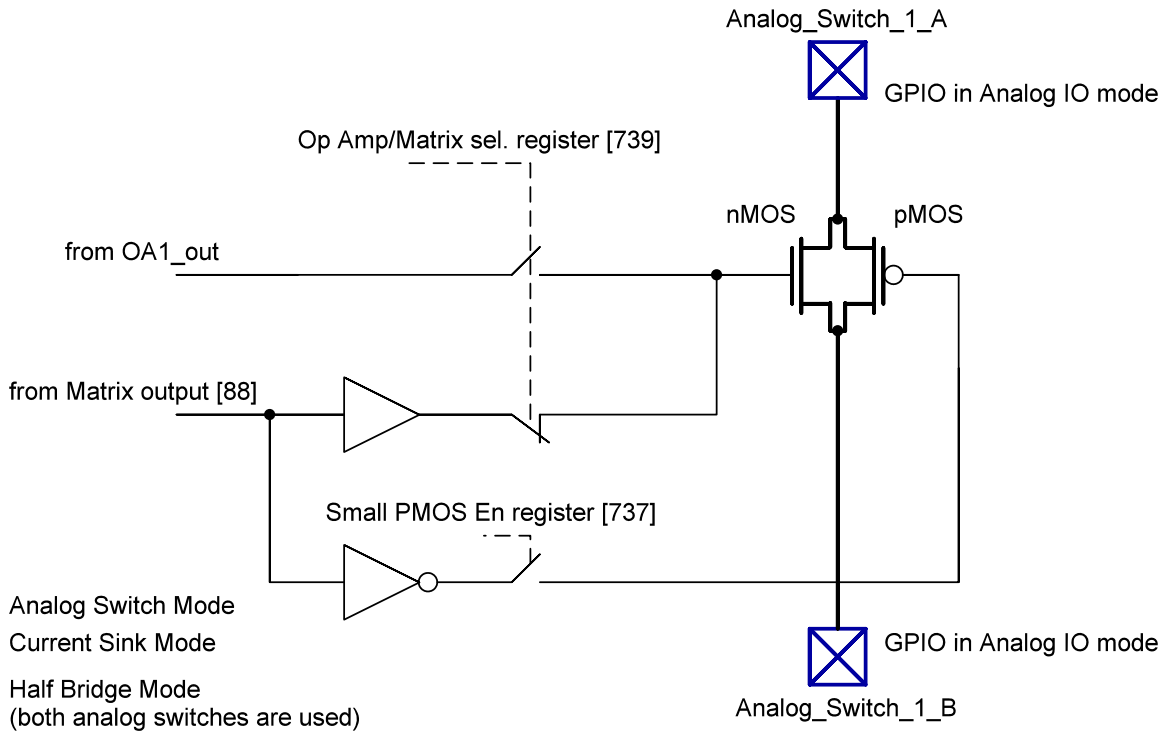 Analog_Switch_1_A
GPIO in Analog IO mode
Op Amp/Matrix sel. register [739]
nMOS
pMOS
from OA1_out
from Matrix output [88]
Small PMOS En register [737]
Analog Switch Mode
Current Sink Mode
GPIO in Analog IO mode
Half Bridge Mode
(both analog switches are used)
Analog_Switch_1_B